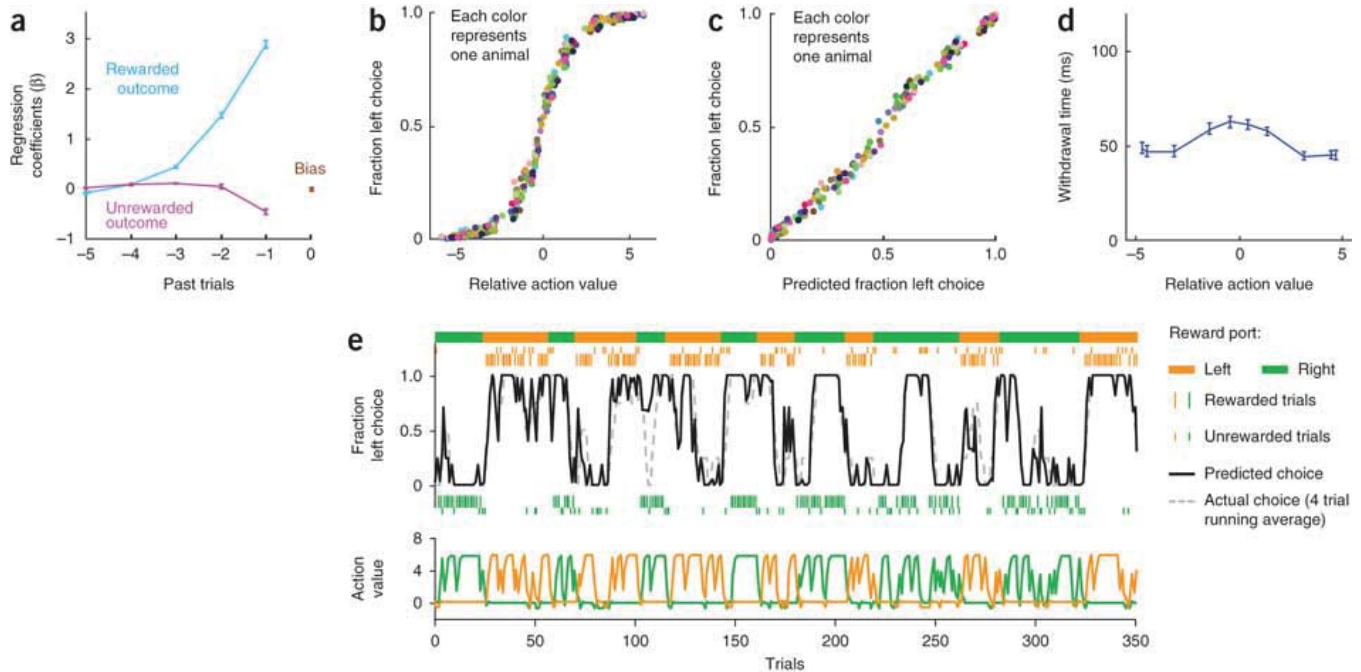 a
3
2
1
0
−1
−5
−4
−3
−2
−1
0
Regression
coefficients (β)
Rewarded
outcome
Unrewarded
outcome
Bias
Past trials
b
1.0
0.5
0
−5
0
5
Fraction left choice
Each color
represents
one animal
Relative action value
c
1.0
0.5
0
0
0.5
1.0
Fraction left choice
Each color
represents
one animal
Predicted fraction left choice
d
100
50
0
−5
0
5
Withdrawal time (ms)
Relative action value
e
1.0
0.5
0
Fraction
left choice
8
4
0
Action
value
0
50
100
150
200
250
300
350
Trials
Reward port:
Left
Right
Rewarded trials
Unrewarded trials
Predicted choice
Actual choice (4 trial
running average)